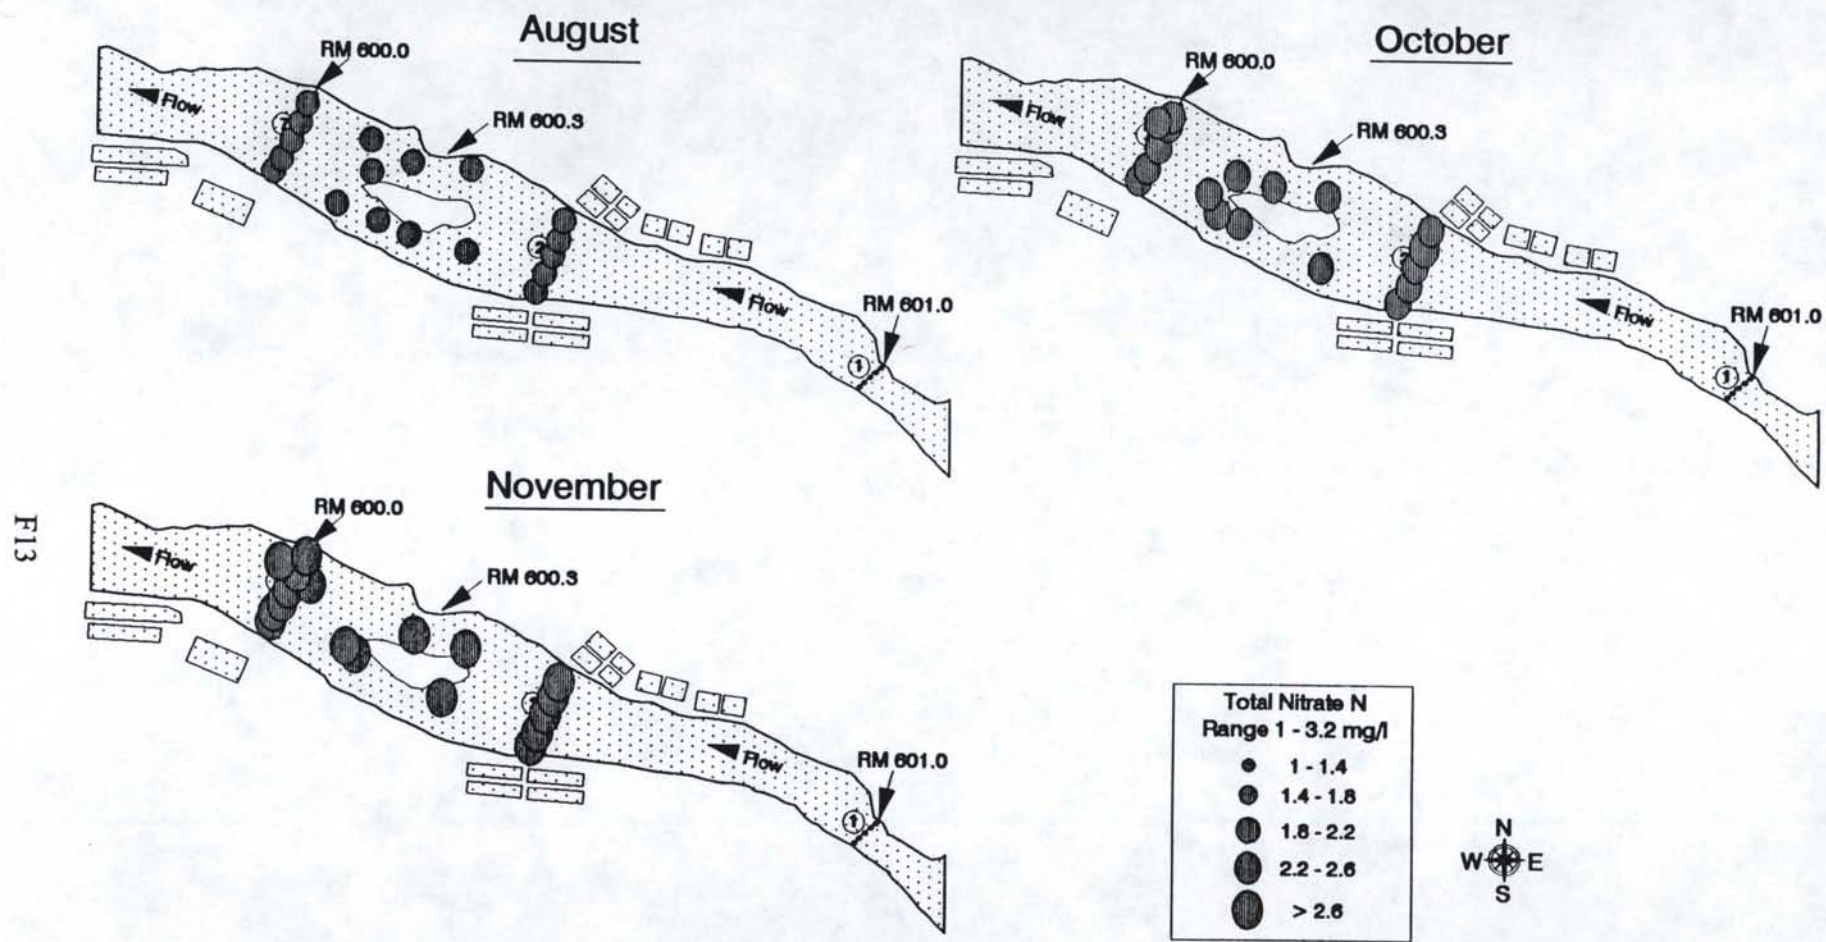 August
RM 600.0
Flow
RM 600.3
7
2
Flow
RM 601.0
1
October
RM 600.0
Flow
RM 600.3
2
Flow
RM 601.0
1
November
RM 600.0
Flow
RM 600.3
Flow
RM 601.0
1
F13
Total Nitrate N
Range 1 - 3.2 mg/l
1 - 1.4
1.4 - 1.8
1.8 - 2.2
2.2 - 2.6
> 2.6
N
W E
S